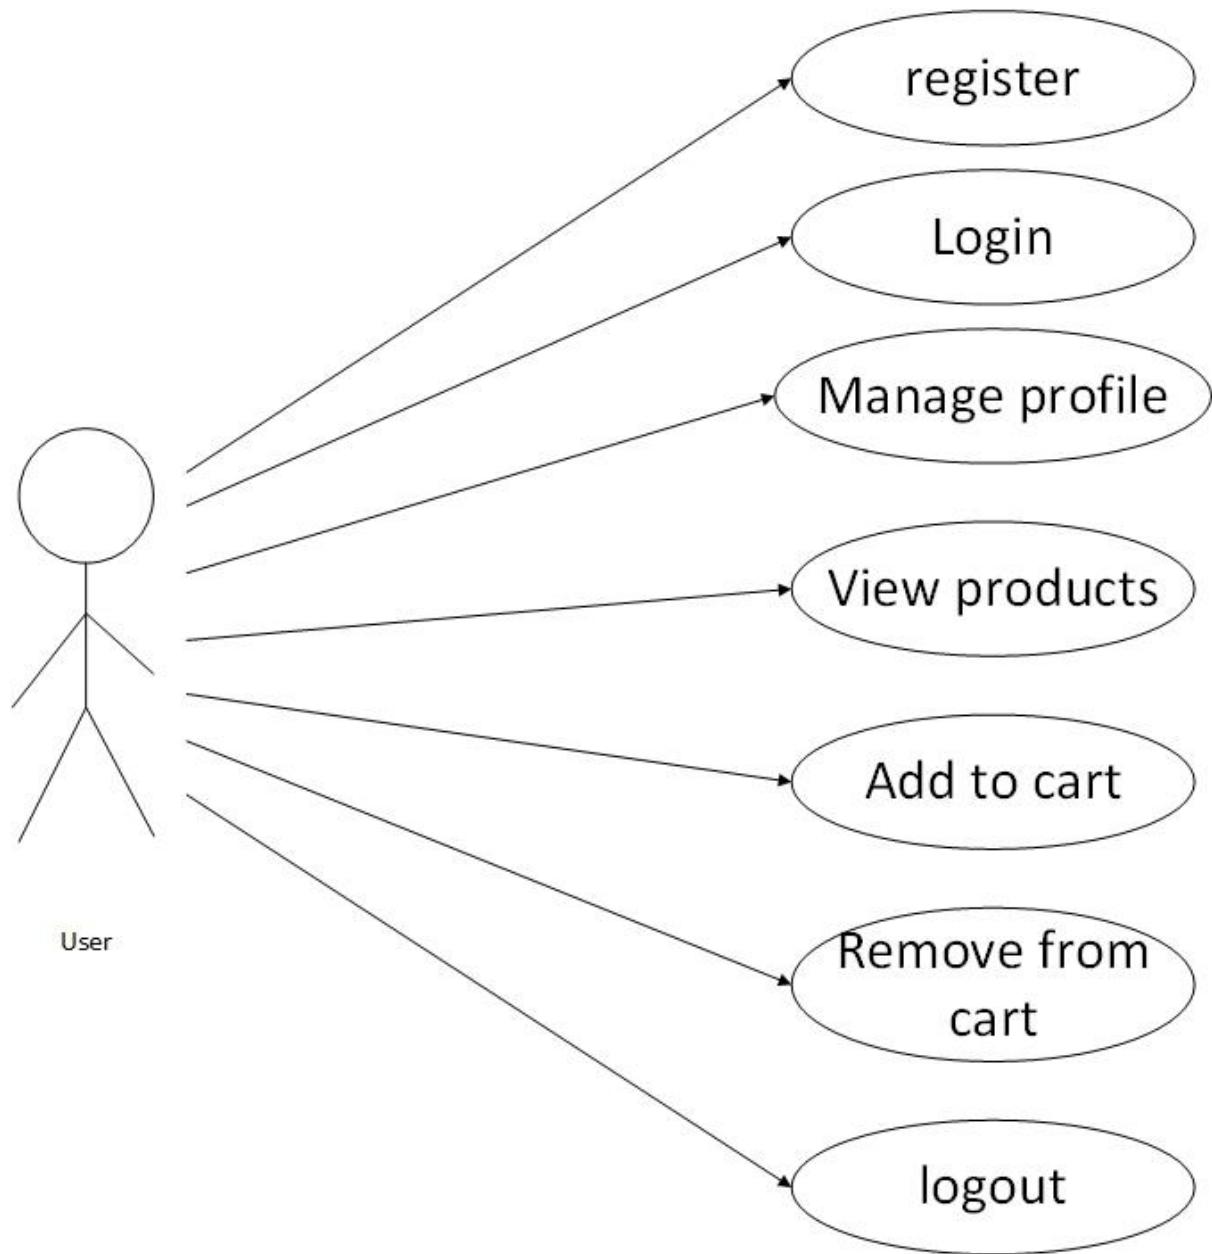 register
Login
Manage profile
View products
Add to cart
User
Remove from
cart
logout